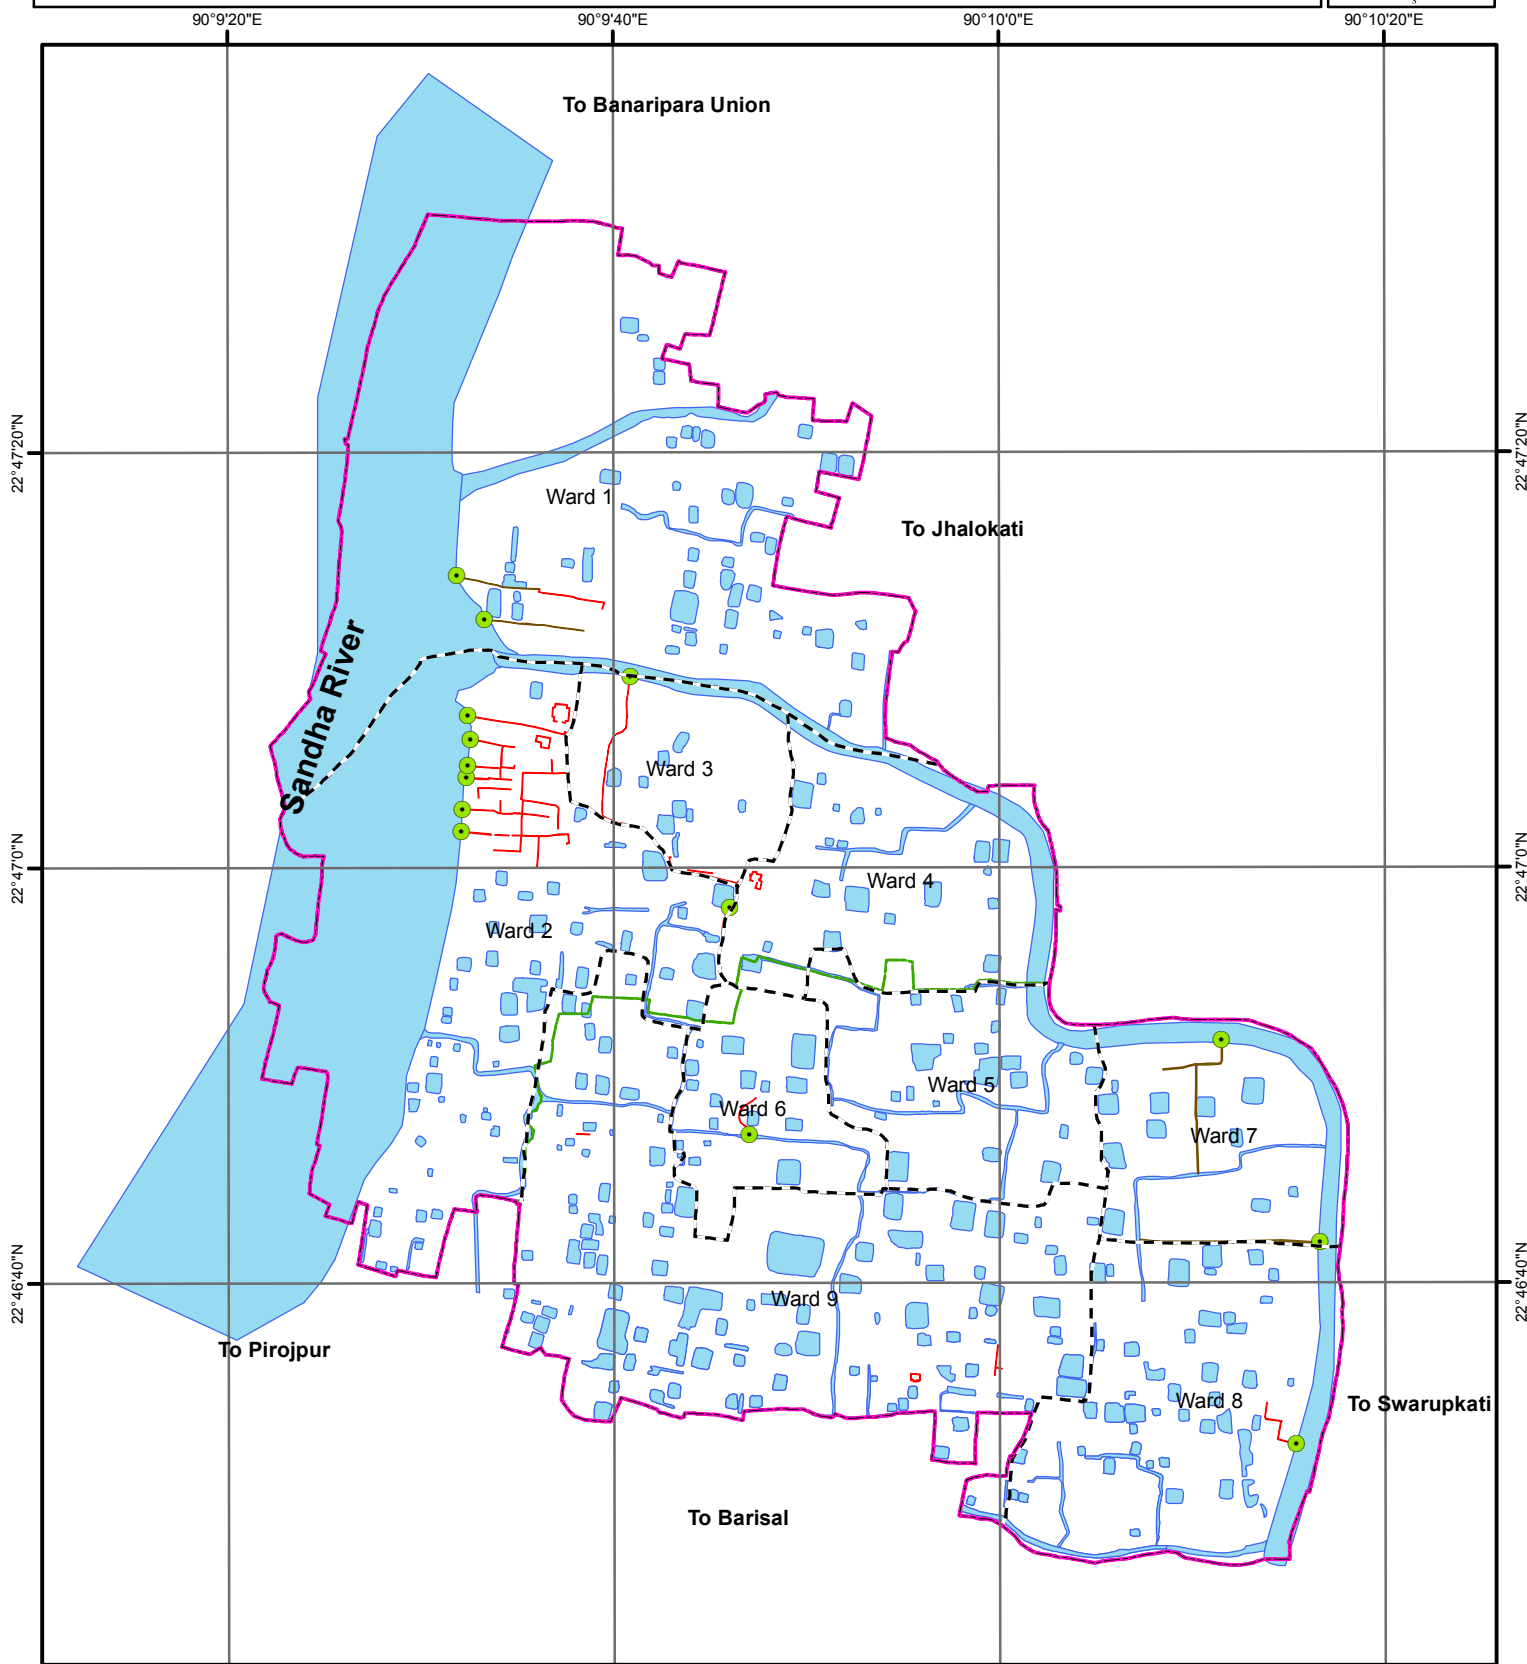 90°9'20"E 90°9'40"E 90°10'0"E 90°10'20"E
To Banaripara Union
22°47'20"N 22°47'20"N
Ward 1
To Jhalokati
Sandha River
Ward 3
22°47'0"N 22°47'0"N
Ward 4
Ward 2
Ward 5
Ward 6
Ward 7
22°46'40"N 22°46'40"N
Ward 9
To Pirojpur
Ward 8
To Swarupkati
To Barisal